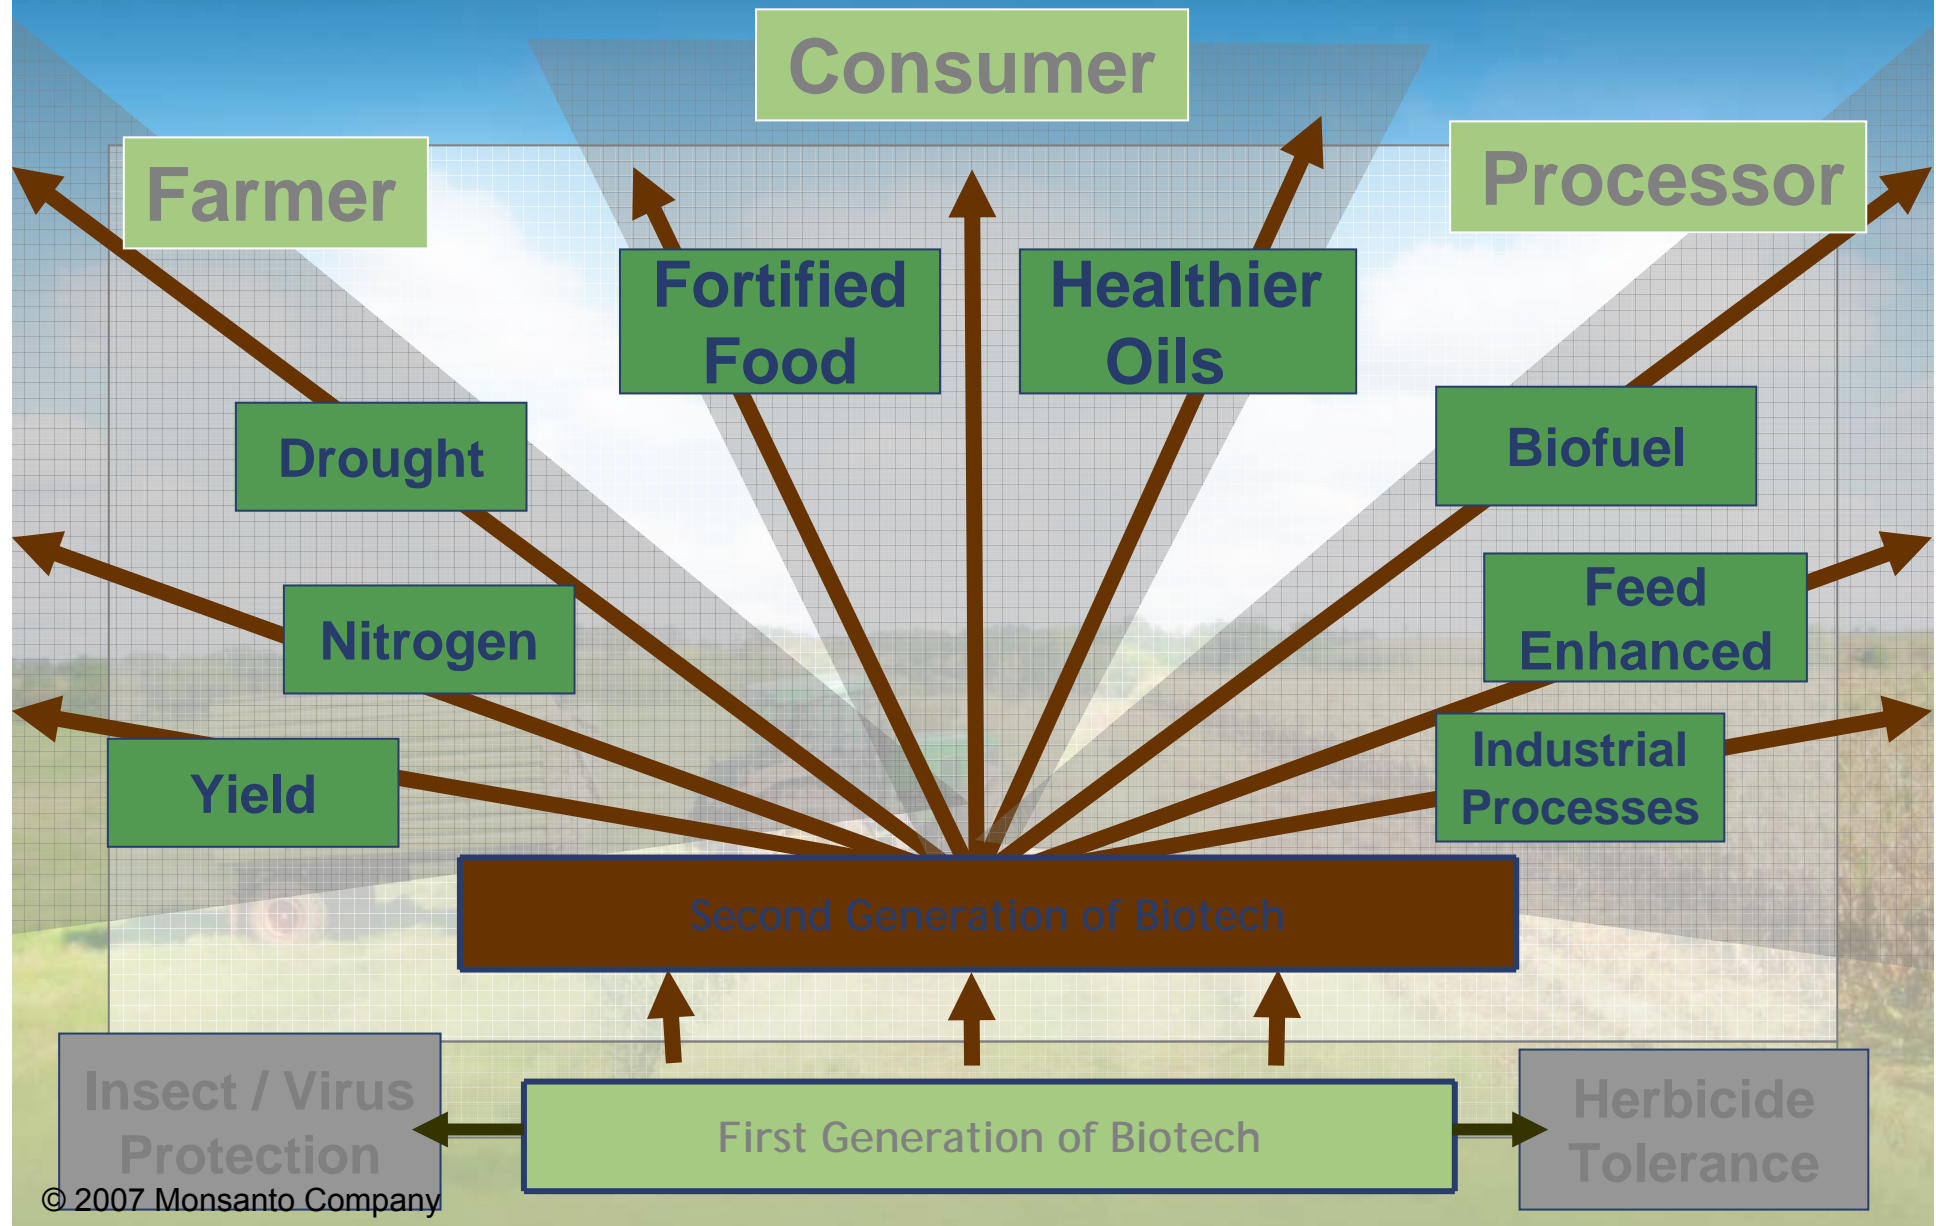 Consumer
Farmer
Processor
Fortified
Food
Healthier
Oils
Drought
Biofuel
Nitrogen
Feed
Enhanced
Yield
Industrial
Processes
Second Generation of Biotech
Insect / Virus
Protection
First Generation of Biotech
Herbicide
Tolerance
© 2007 Monsanto Company